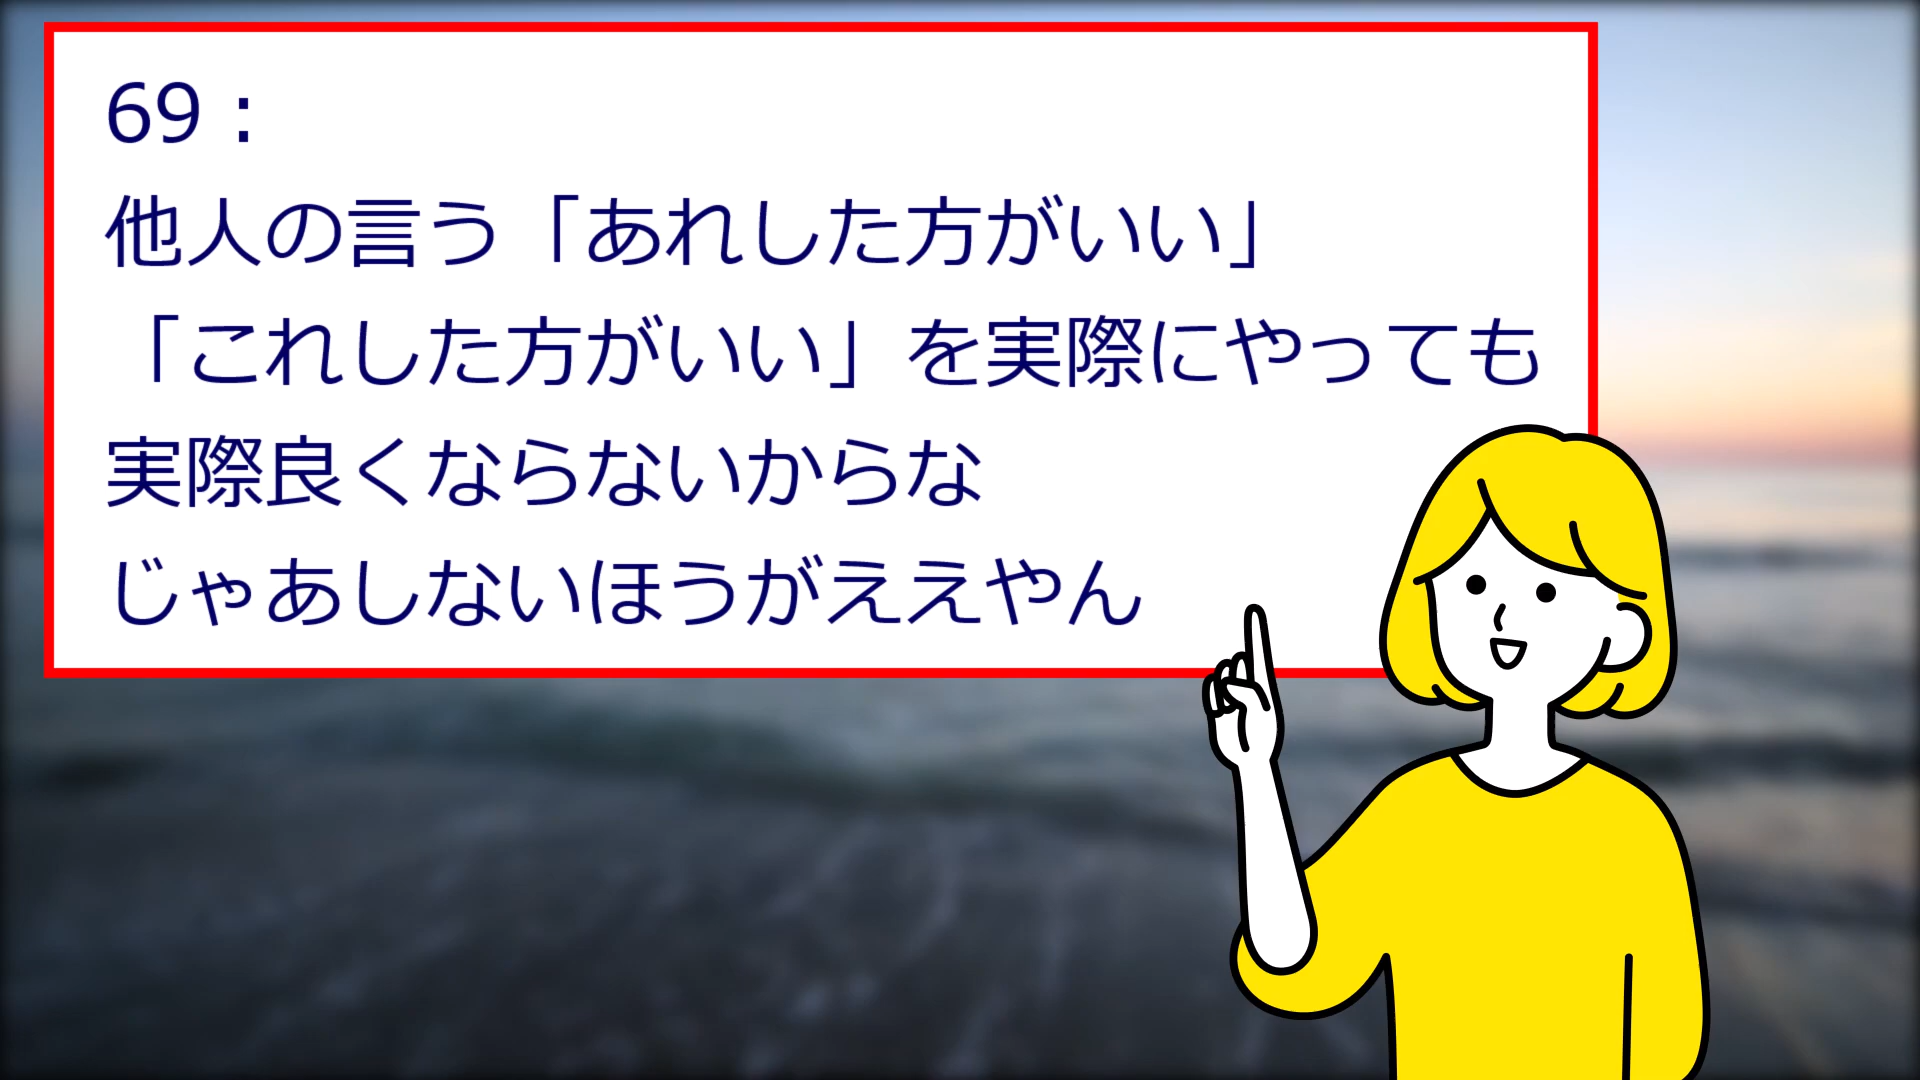 69：
他人の言う「あれした方がいい」
「これした方がいい」を実際にやっても
実際良くならないからな
じゃあしないほうがええやん